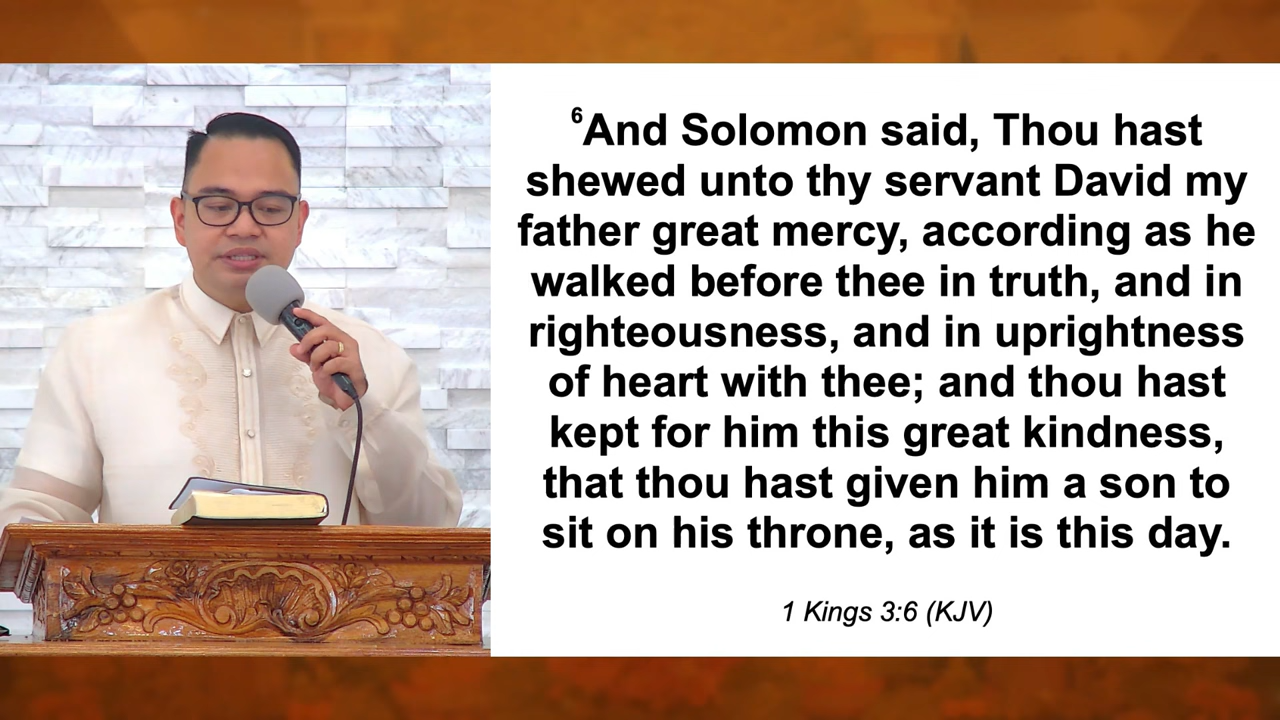 ⁶And Solomon said, Thou hast
shewed unto thy servant David my
father great mercy, according as he
walked before thee in truth, and in
righteousness, and in uprightness
of heart with thee; and thou hast
kept for him this great kindness,
that thou hast given him a son to
sit on his throne, as it is this day.
1 Kings 3:6 (KJV)